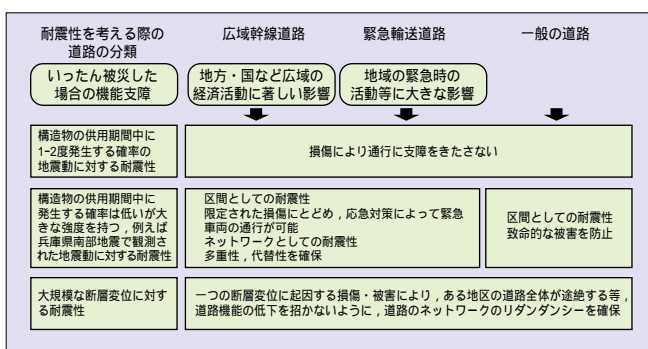 耐震性を考える際の
道路の分類
広域幹線道路
緊急輸送道路
一般の道路
いったん被災した
場合の機能支障
地方・国など広域の
経済活動に著しい影響
地域の緊急時の
活動等に大きな影響
構造物の供用期間中に
1-2度発生する確率の
地震動に対する耐震性
損傷により通行に支障をきたさない
構造物の供用期間中に
発生する確率は低いが大
きな強度を持つ，例えば
兵庫県南部地震で観測さ
れた地震動に対する耐震性
区間としての耐震性
限定された損傷にとどめ，応急対策によって緊急
車両の通行が可能
ネットワークとしての耐震性
多重性，代替性を確保
区間としての耐震性
致命的な被害を防止
大規模な断層変位に対す
る耐震性
一つの断層変位に起因する損傷・被害により，ある地区の道路全体が途絶する等，
道路機能の低下を招かないように，道路のネットワークのリダンダンシーを確保